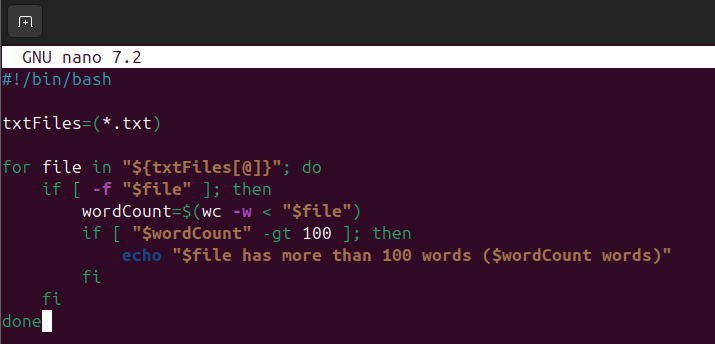 GNU nano 7.2
#!/bin/bash
txtFiles=(*.txt)
for file in "${txtFiles[@]}"; do
    if [ -f "$file" ]; then
        wordCount=$(wc -w < "$file")
        if [ "$wordCount" -gt 100 ]; then
            echo "$file has more than 100 words ($wordCount words)"
        fi
    fi
done